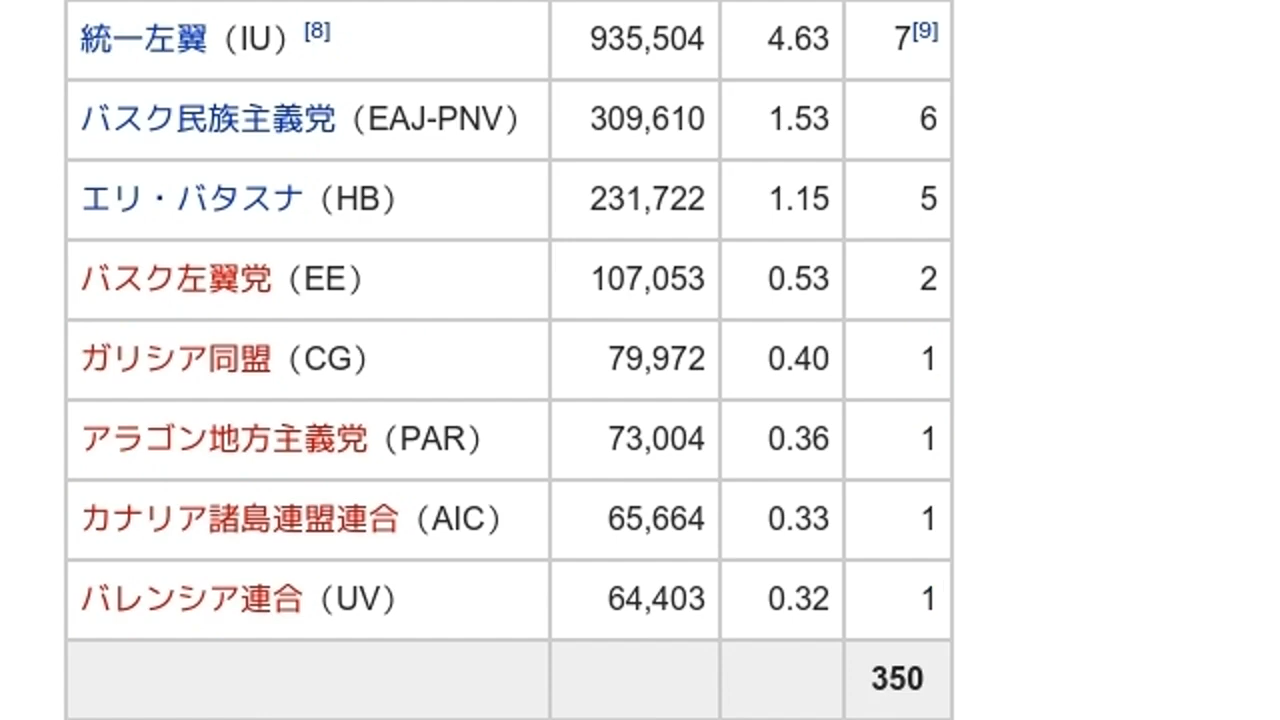 統一左翼（IU）[8] 935,504 4.63 7[9]
バスク民族主義党（EAJ-PNV） 309,610 1.53 6
エリ・バタスナ（HB） 231,722 1.15 5
バスク左翼党（EE） 107,053 0.53 2
ガリシア同盟（CG） 79,972 0.40 1
アラゴン地方主義党（PAR） 73,004 0.36 1
カナリア諸島連盟連合（AIC） 65,664 0.33 1
バレンシア連合（UV） 64,403 0.32 1
350